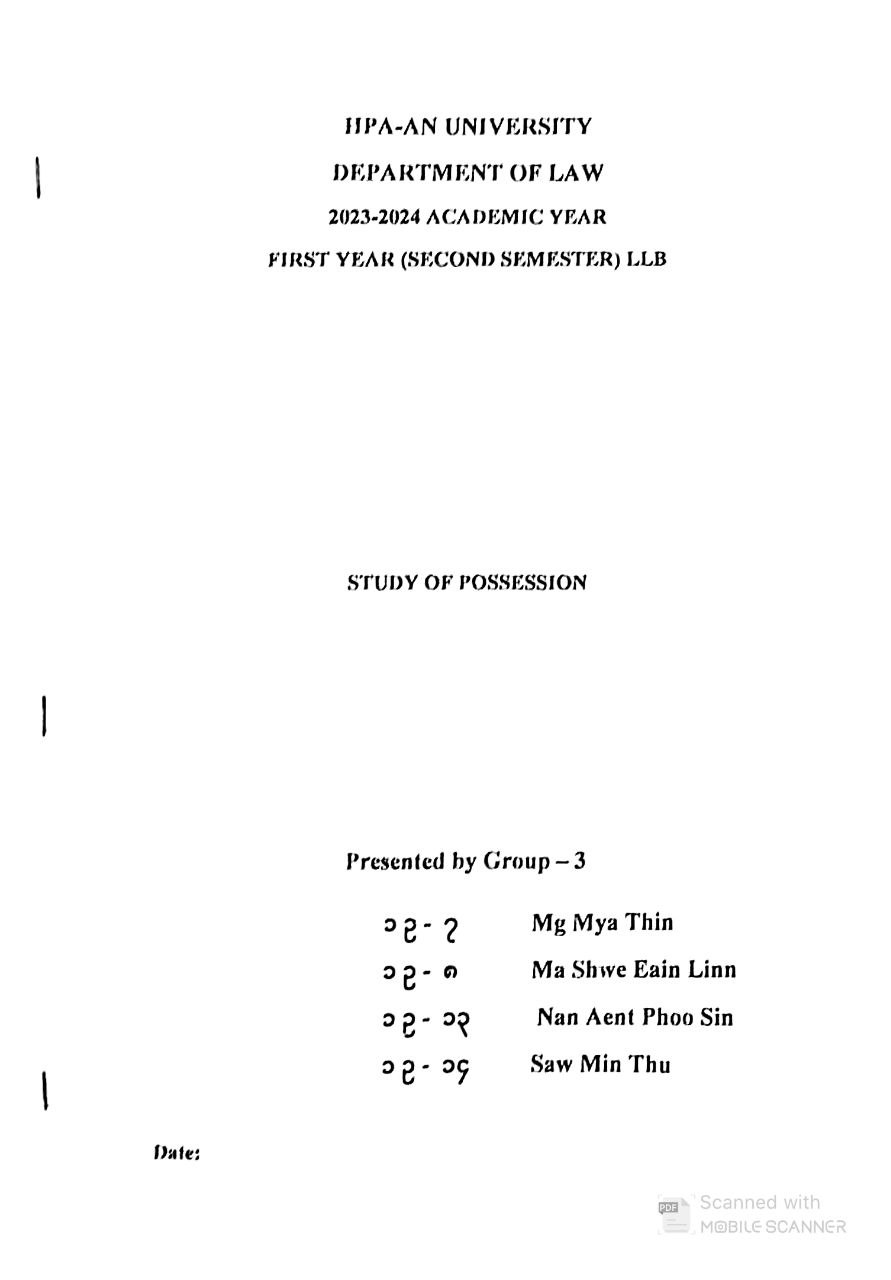 HPA-AN UNIVERSITY
DEPARTMENT OF LAW
2023-2024 ACADEMIC YEAR
FIRST YEAR (SECOND SEMESTER) LLB
STUDY OF POSSESSION
Presented by Group – 3
၁ဥ - ၇ Mg Mya Thin
၁ဥ - ၈ Ma Shwe Eain Linn
၁ဥ - ၁၃ Nan Aent Phoo Sin
၁ဥ - ၁၄ Saw Min Thu
Date:
PDF Scanned with
MOBILE SCANNER